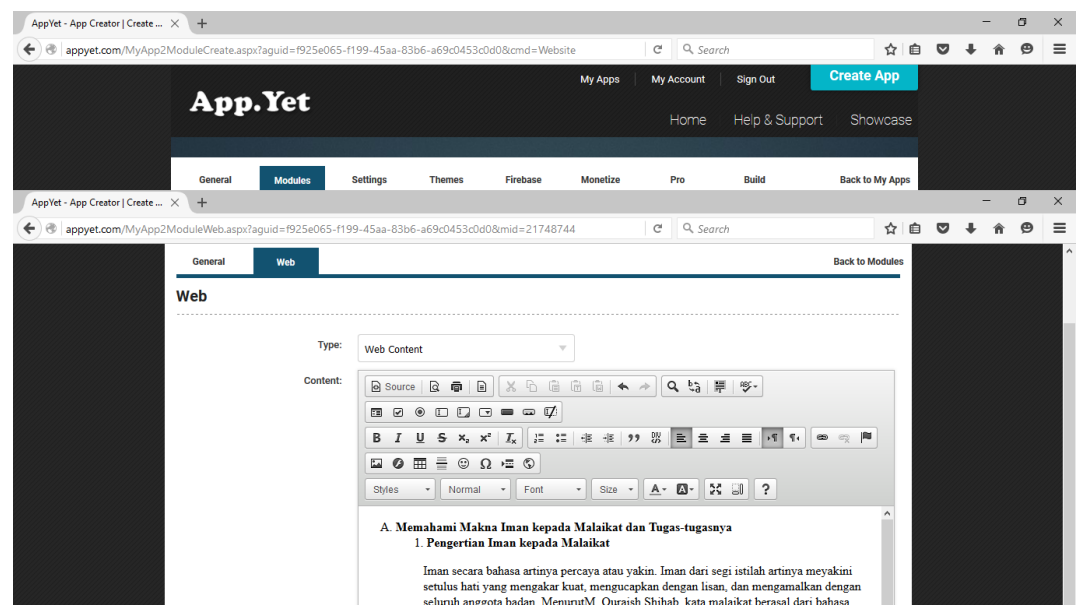 AppYet - App Creator | Create ...
appyet.com/MyApp2ModuleCreate.aspx?aguid=f925e065-f199-45aa-83b6-a69c0453c0d0&cmd=Website
Search
My Apps
My Account
Sign Out
Create App
App.Yet
Home
Help & Support
Showcase
General
Modules
Settings
Themes
Firebase
Monetize
Pro
Build
Back to My Apps
AppYet - App Creator | Create ...
appyet.com/MyApp2ModuleWeb.aspx?aguid=f925e065-f199-45aa-83b6-a69c0453c0d0&mid=21748744
Search
General
Web
Back to Modules
Web
Type:
Web Content
Content:
Source
Styles
Normal
Font
Size
A. Memahami Makna Iman kepada Malaikat dan Tugas-tugasnya
1. Pengertian Iman kepada Malaikat
Iman secara bahasa artinya percaya atau yakin. Iman dari segi istilah artinya meyakini
setulus hati yang mengakar kuat, mengucapkan dengan lisan, dan mengamalkan dengan
seluruh anggota badan. MenurutM. Quraish Shihab, kata malaikat berasal dari bahasa